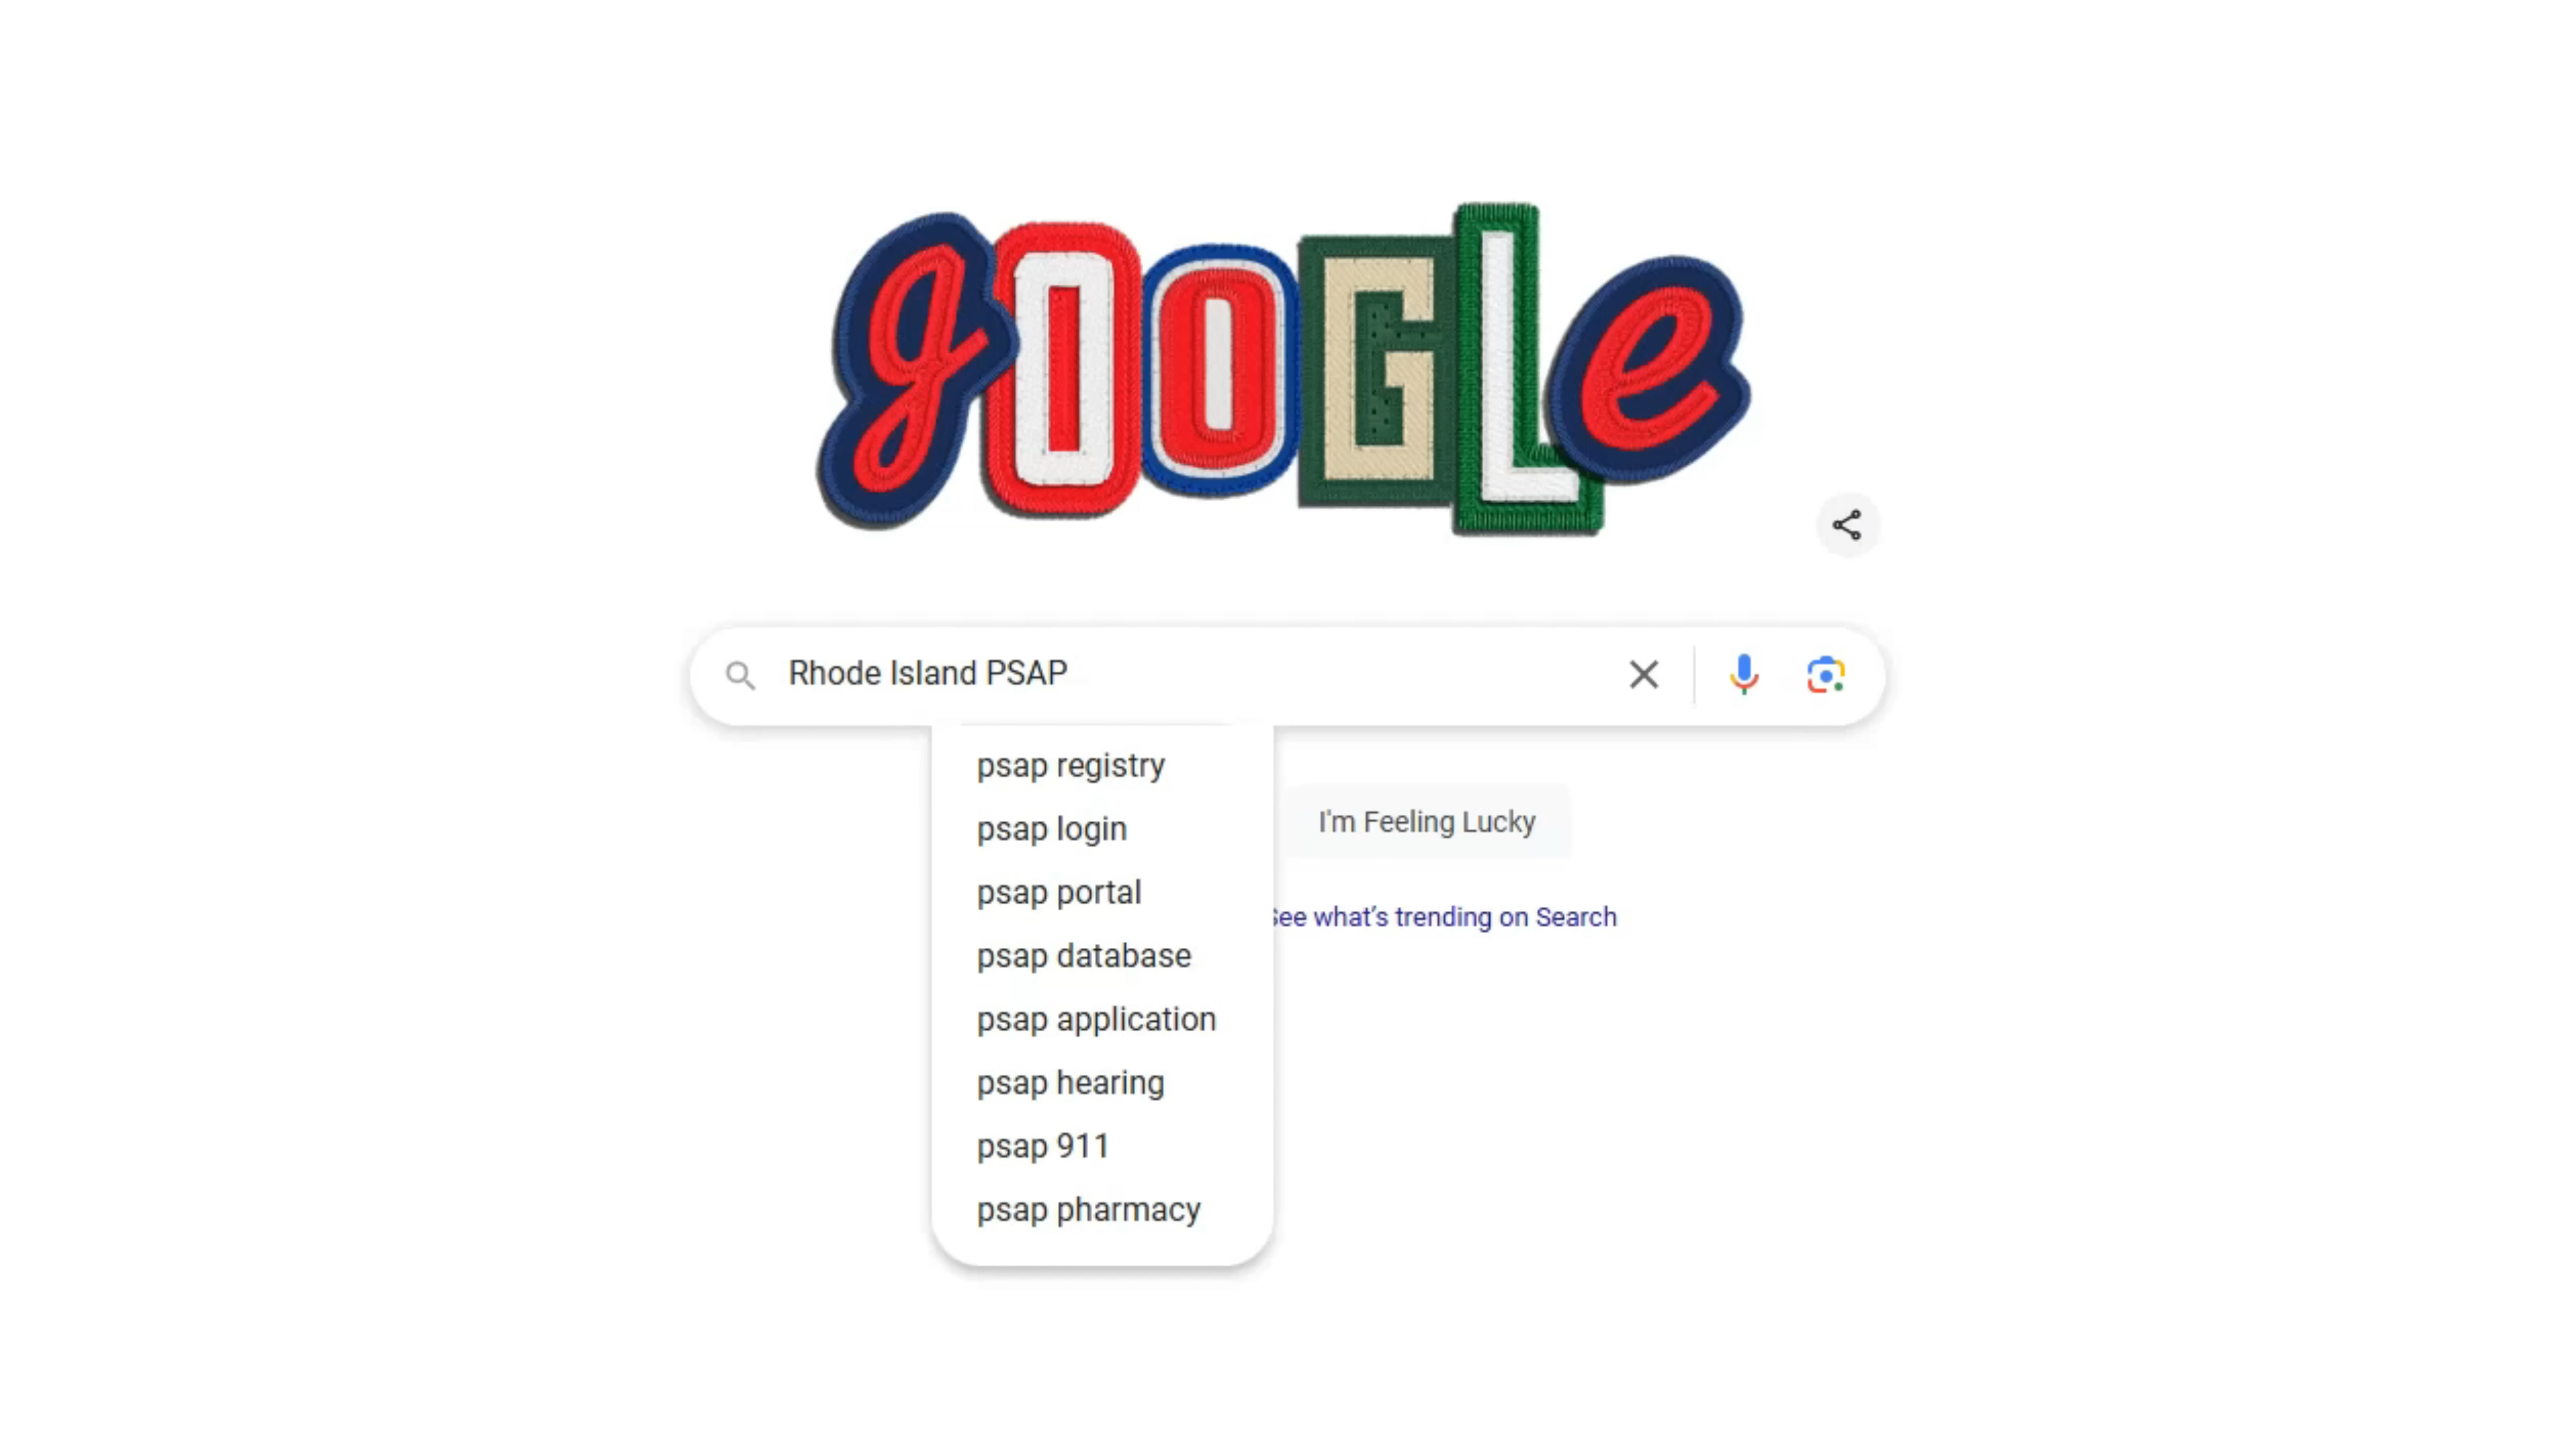 gOOGLe
Rhode Island PSAP
psap registry
psap login
psap portal
psap database
psap application
psap hearing
psap 911
psap pharmacy
I'm Feeling Lucky
See what's trending on Search